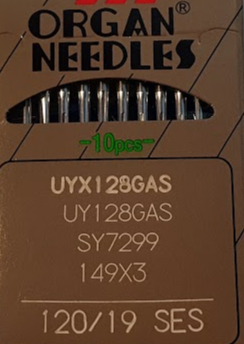 ORGAN®
NEEDLES
-10pcs-
UYX128GAS
UY128GAS
SY7299
149X3
120/19 SES